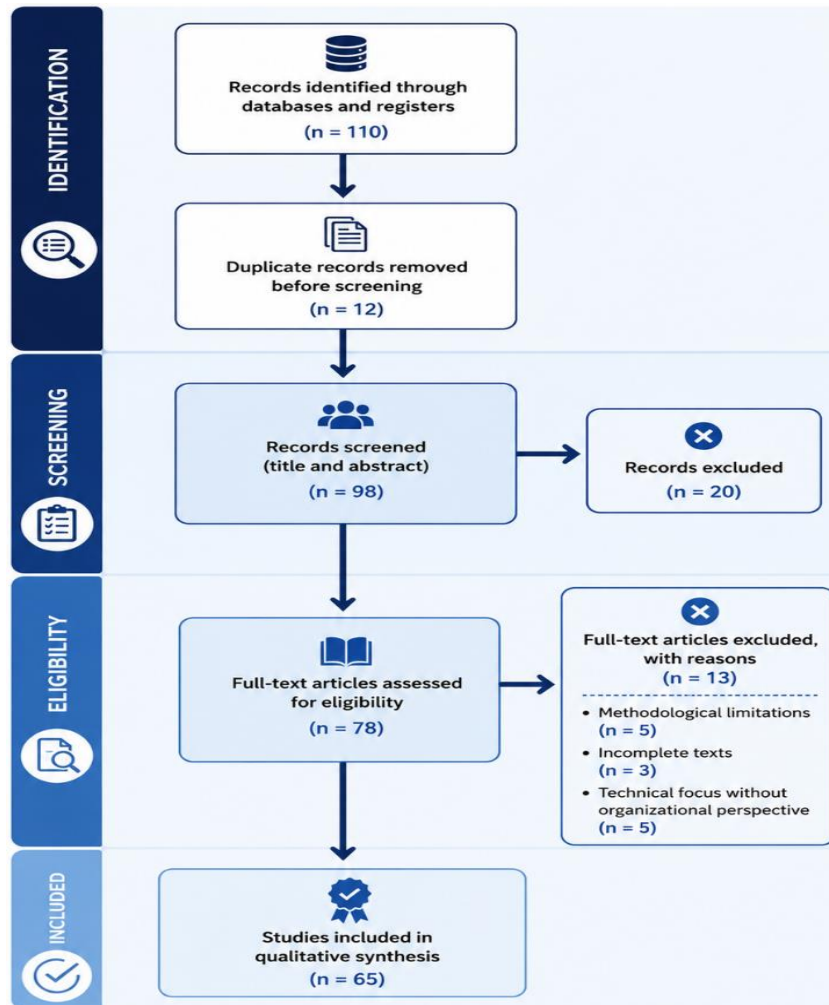 IDENTIFICATION
Records identified through
databases and registers
(n = 110)
Duplicate records removed
before screening
(n = 12)
SCREENING
Records screened
(title and abstract)
(n = 98)
Records excluded
(n = 20)
ELIGIBILITY
Full-text articles assessed
for eligibility
(n = 78)
Full-text articles excluded,
with reasons
(n = 13)
• Methodological limitations
(n = 5)
• Incomplete texts
(n = 3)
• Technical focus without
organizational perspective
(n = 5)
INCLUDED
Studies included in
qualitative synthesis
(n = 65)